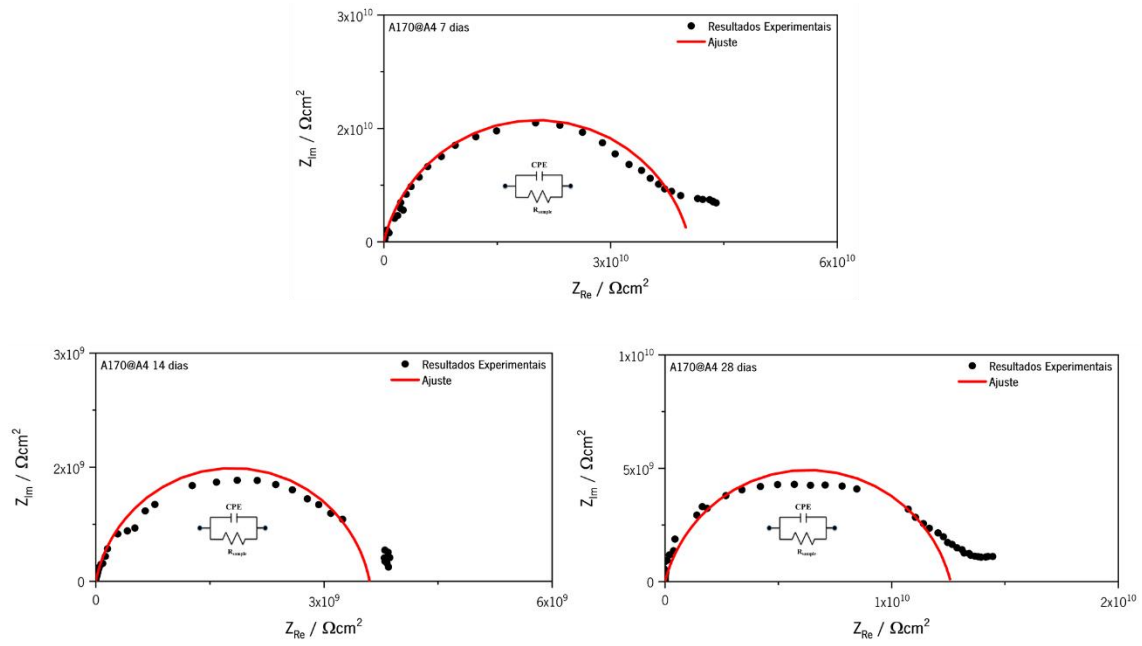 A170@A4 7 dias
Resultados Experimentais
Ajuste
3x10¹⁰
2x10¹⁰
0
Z_Im / Ωcm²
CPE
R_sample
0
3x10¹⁰
6x10¹⁰
Z_Re / Ωcm²
A170@A4 14 dias
Resultados Experimentais
Ajuste
3x10⁹
2x10⁹
0
Z_Im / Ωcm²
CPE
R_sample
0
3x10⁹
6x10⁹
Z_Re / Ωcm²
A170@A4 28 dias
Resultados Experimentais
Ajuste
1x10¹⁰
5x10⁹
0
Z_Im / Ωcm²
CPE
R_sample
0
1x10¹⁰
2x10¹⁰
Z_Re / Ωcm²